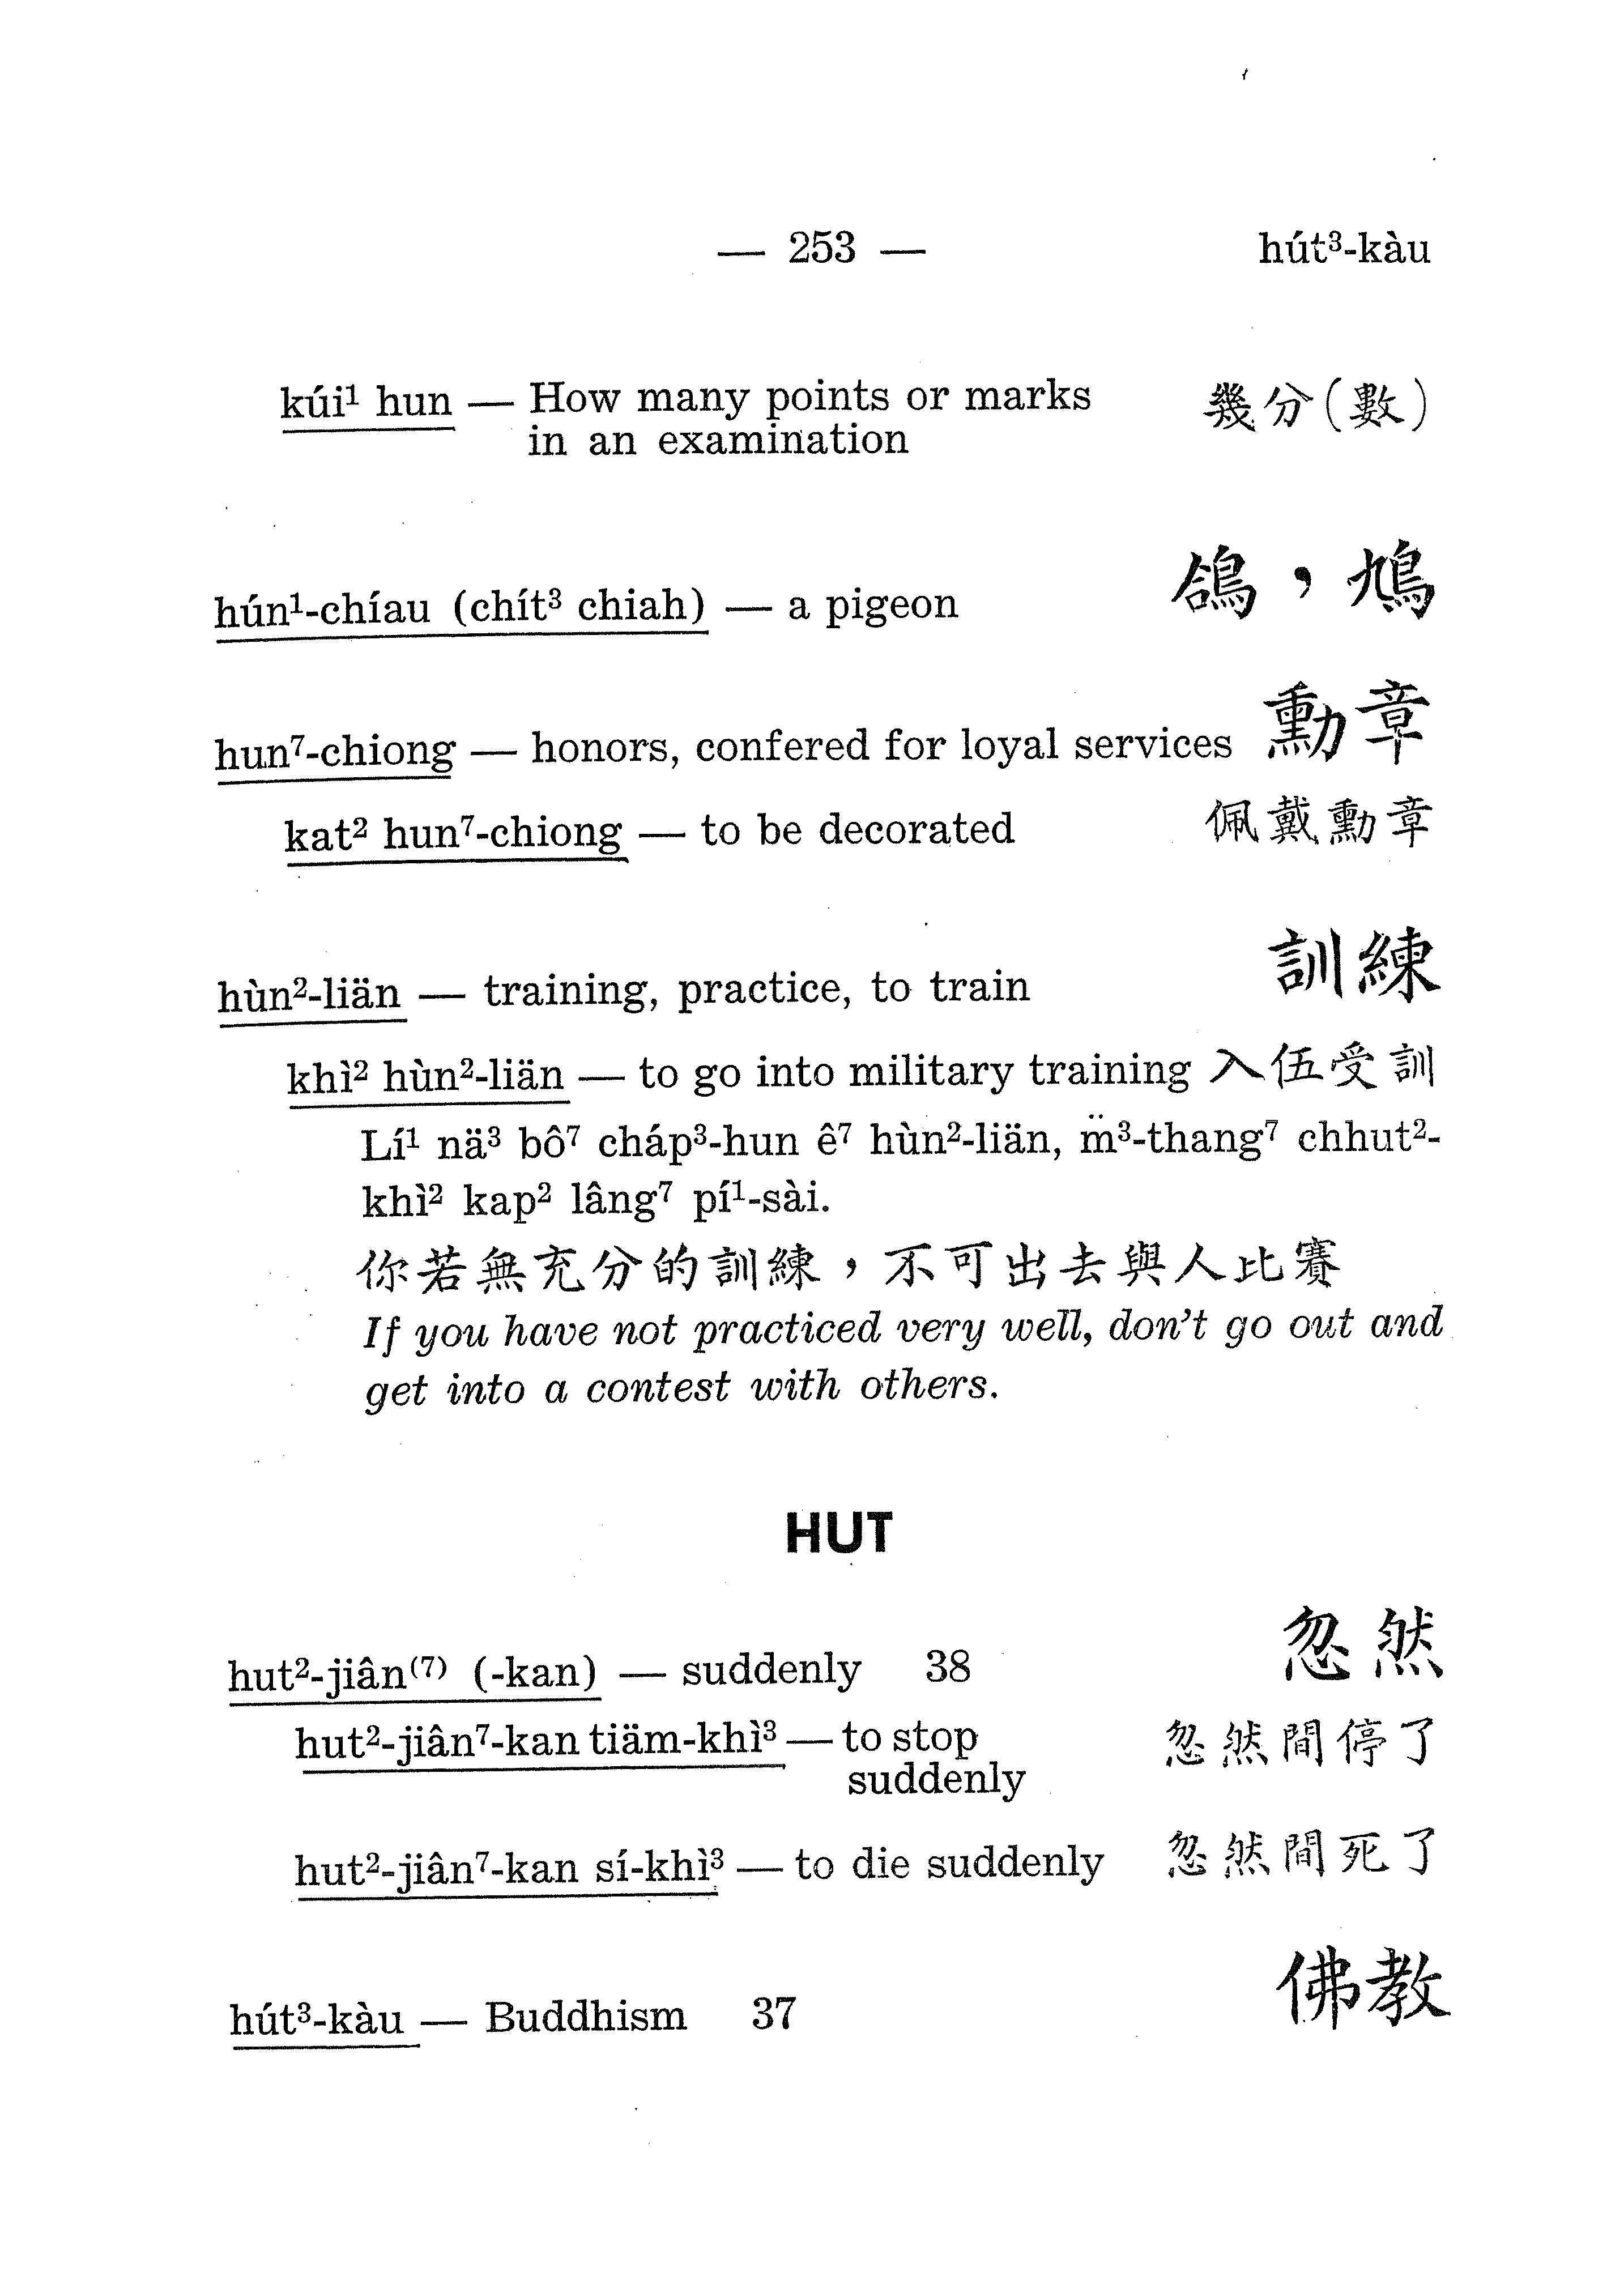 — 253 — hút³-kàu
kúi¹ hun — How many points or marks 幾分(數)
in an examination
hún¹-chíau (chít³ chiah) — a pigeon 鴿，鳩
hun⁷-chiong — honors, confered for loyal services 勳章
kat² hun⁷-chiong — to be decorated 佩戴勳章
hùn²-liän — training, practice, to train 訓練
khì² hùn²-liän — to go into military training 入伍受訓
Lí¹ nä³ bô⁷ cháp³-hun ê⁷ hùn²-liän, m̈³-thang⁷ chhut²-
khì² kap² lâng⁷ pí¹-sài.
你若無充分的訓練，不可出去與人比賽
If you have not practiced very well, don't go out and
get into a contest with others.
HUT
hut²-jiân⁽⁷⁾ (-kan) — suddenly 38 忽然
hut²-jiân⁷-kan tiäm-khì³ — to stop 忽然間停了
suddenly
hut²-jiân⁷-kan sí-khì³ — to die suddenly 忽然間死了
hút³-kàu — Buddhism 37 佛教